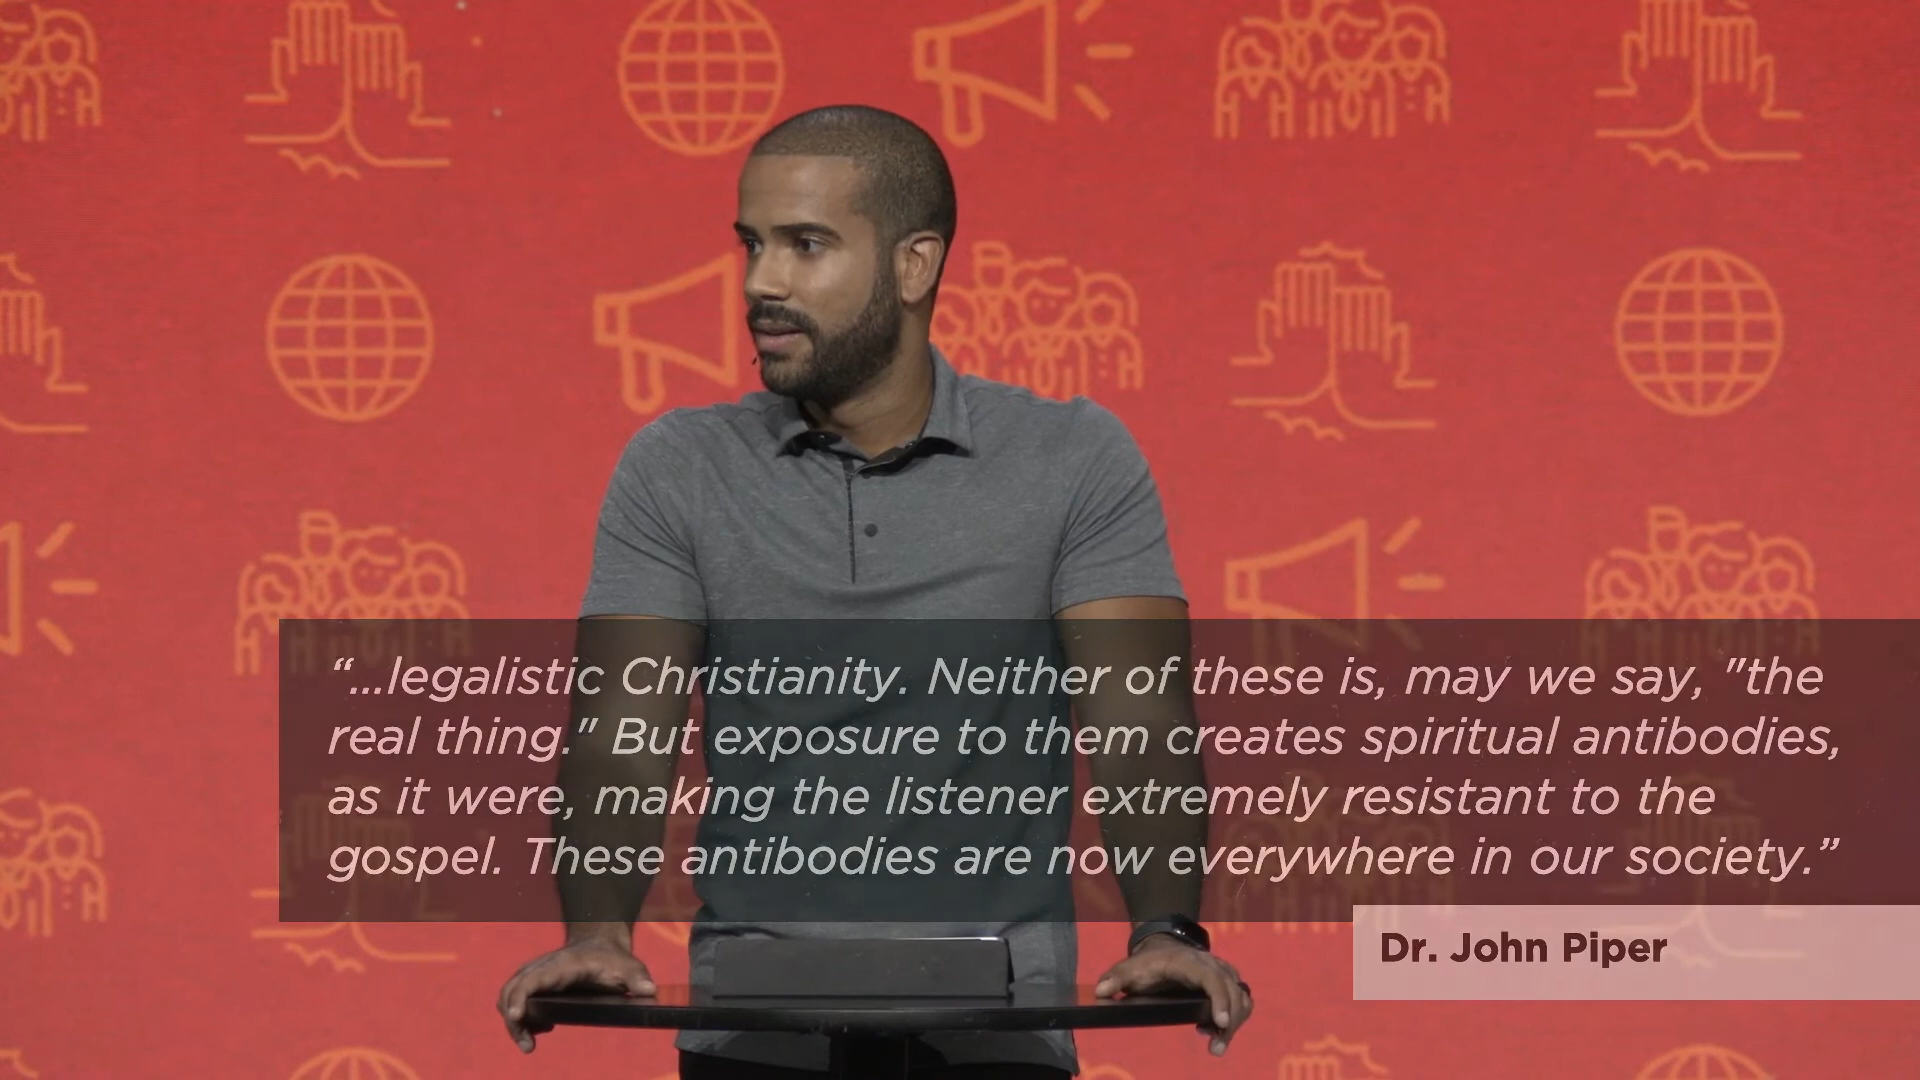 “...legalistic Christianity. Neither of these is, may we say, "the
real thing." But exposure to them creates spiritual antibodies,
as it were, making the listener extremely resistant to the
gospel. These antibodies are now everywhere in our society.”
Dr. John Piper